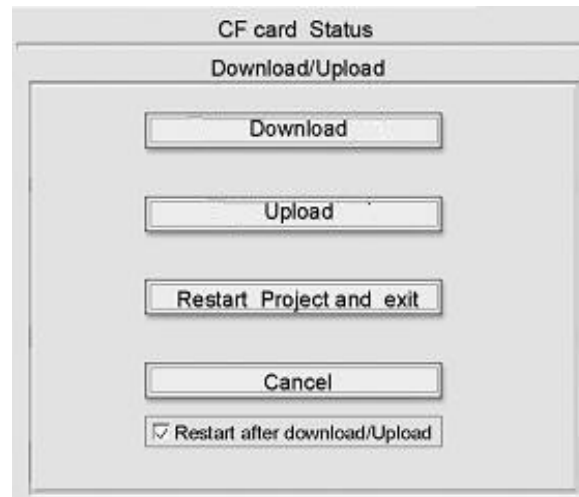 CF card Status
Download/Upload
Download
Upload
Restart Project and exit
Cancel
Restart after download/Upload